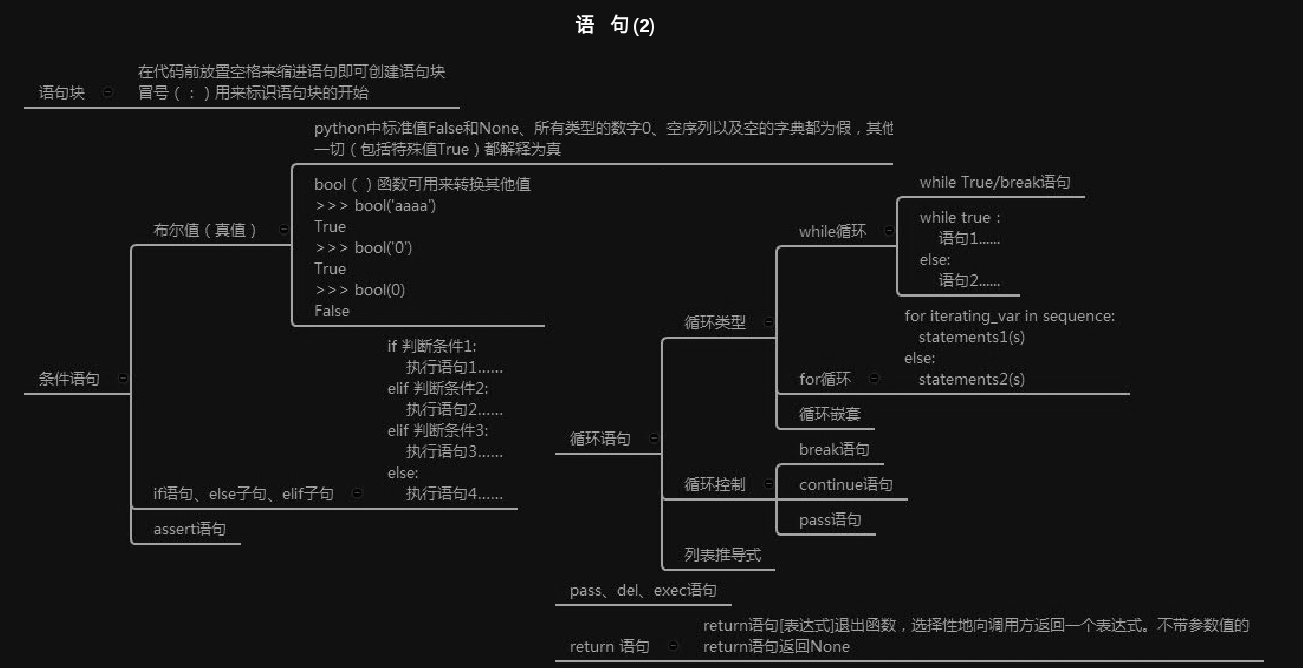 语 句(2)
语句块
在代码前放置空格来缩进语句即可创建语句块
冒号（：）用来标识语句块的开始
条件语句
布尔值（真值）
python中标准值False和None、所有类型的数字0、空序列以及空的字典都为假，其他
一切（包括特殊值True）都解释为真
bool（ ）函数可用来转换其他值
>>> bool('aaaa')
True
>>> bool('0')
True
>>> bool(0)
False
if语句、else子句、elif子句
if 判断条件1:
执行语句1……
elif 判断条件2:
执行语句2……
elif 判断条件3:
执行语句3……
else:
执行语句4……
assert语句
循环语句
循环类型
while循环
while True/break语句
while true：
语句1……
else:
语句2……
for循环
for iterating_var in sequence:
statements1(s)
else:
statements2(s)
循环嵌套
循环控制
break语句
continue语句
pass语句
列表推导式
pass、del、exec语句
return 语句
return语句[表达式]退出函数，选择性地向调用方返回一个表达式。不带参数值的
return语句返回None